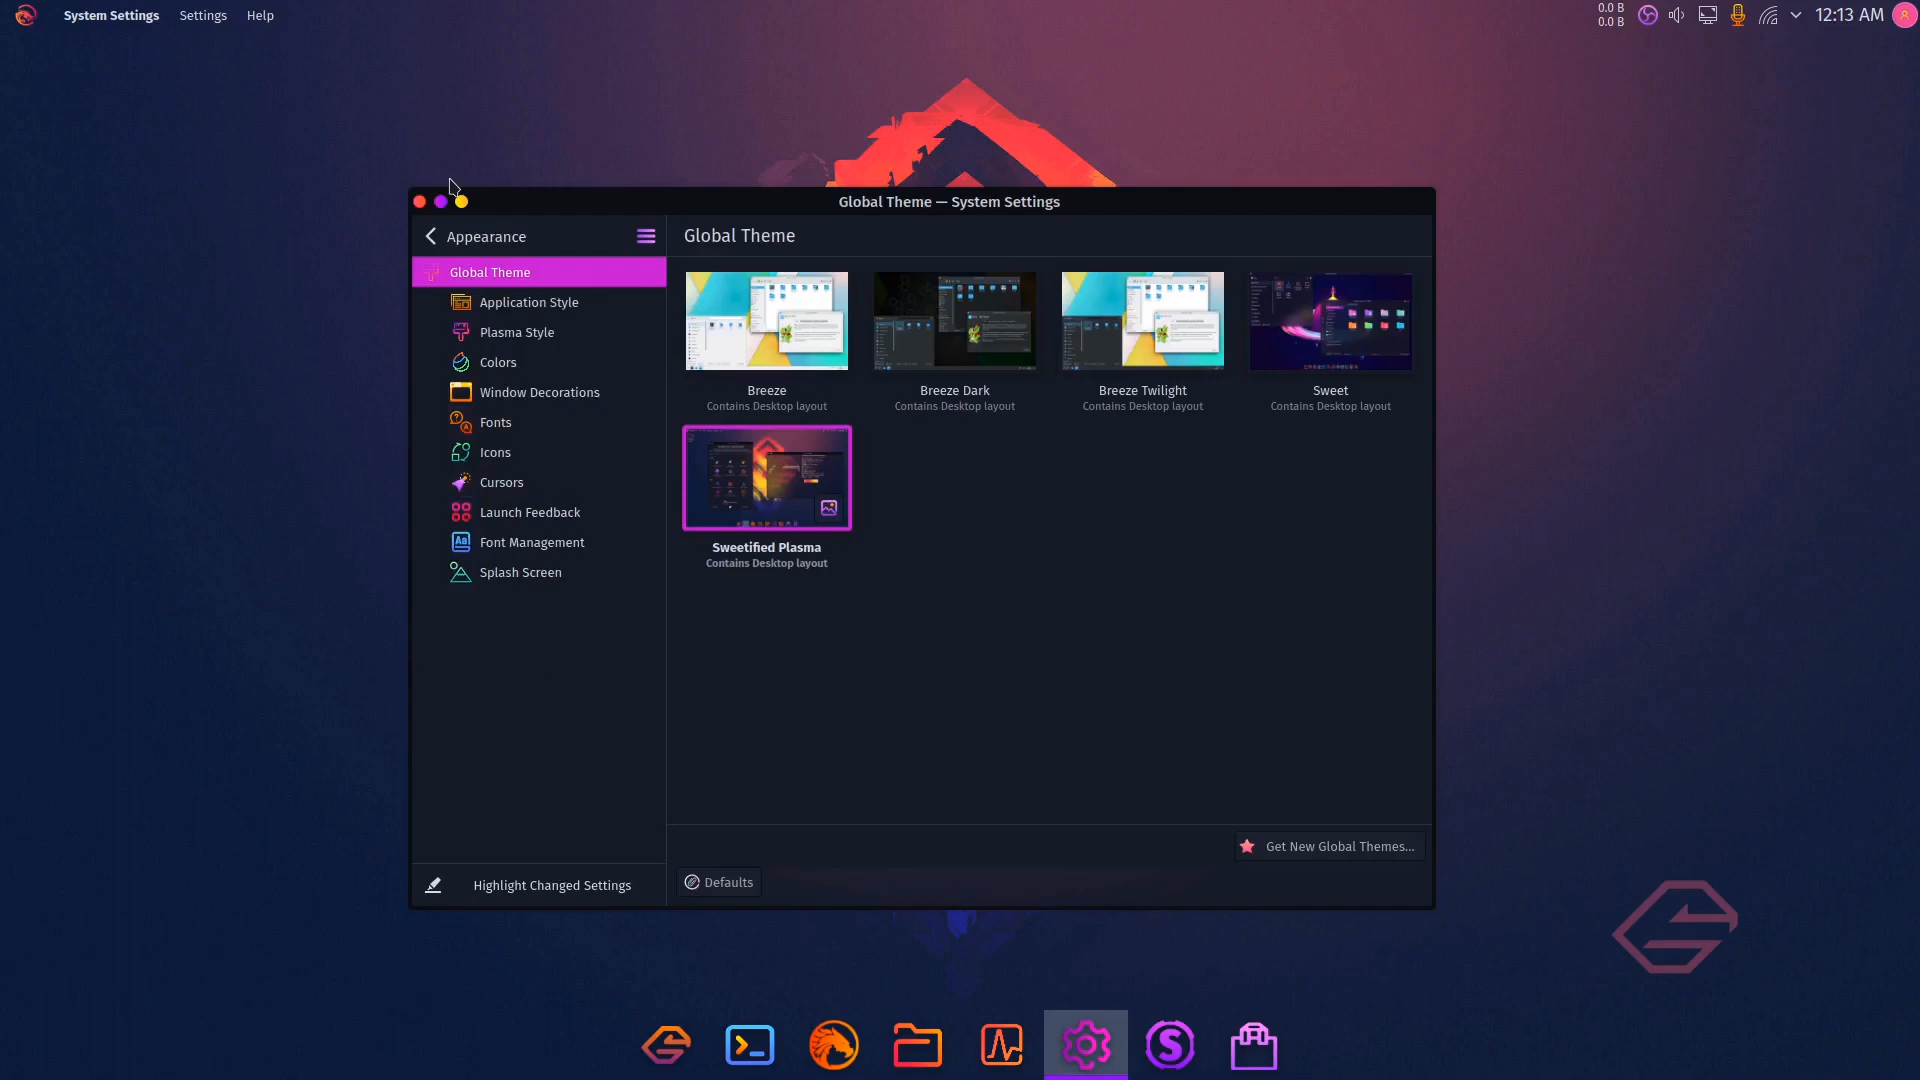 System Settings Settings Help
0.0 B
0.0 B
12:13 AM
Global Theme — System Settings
Appearance
Global Theme
Application Style
Plasma Style
Colors
Window Decorations
Fonts
Icons
Cursors
Launch Feedback
Font Management
Splash Screen
Highlight Changed Settings
Global Theme
Breeze
Contains Desktop layout
Breeze Dark
Contains Desktop layout
Breeze Twilight
Contains Desktop layout
Sweet
Contains Desktop layout
Sweetified Plasma
Contains Desktop layout
Get New Global Themes...
Defaults